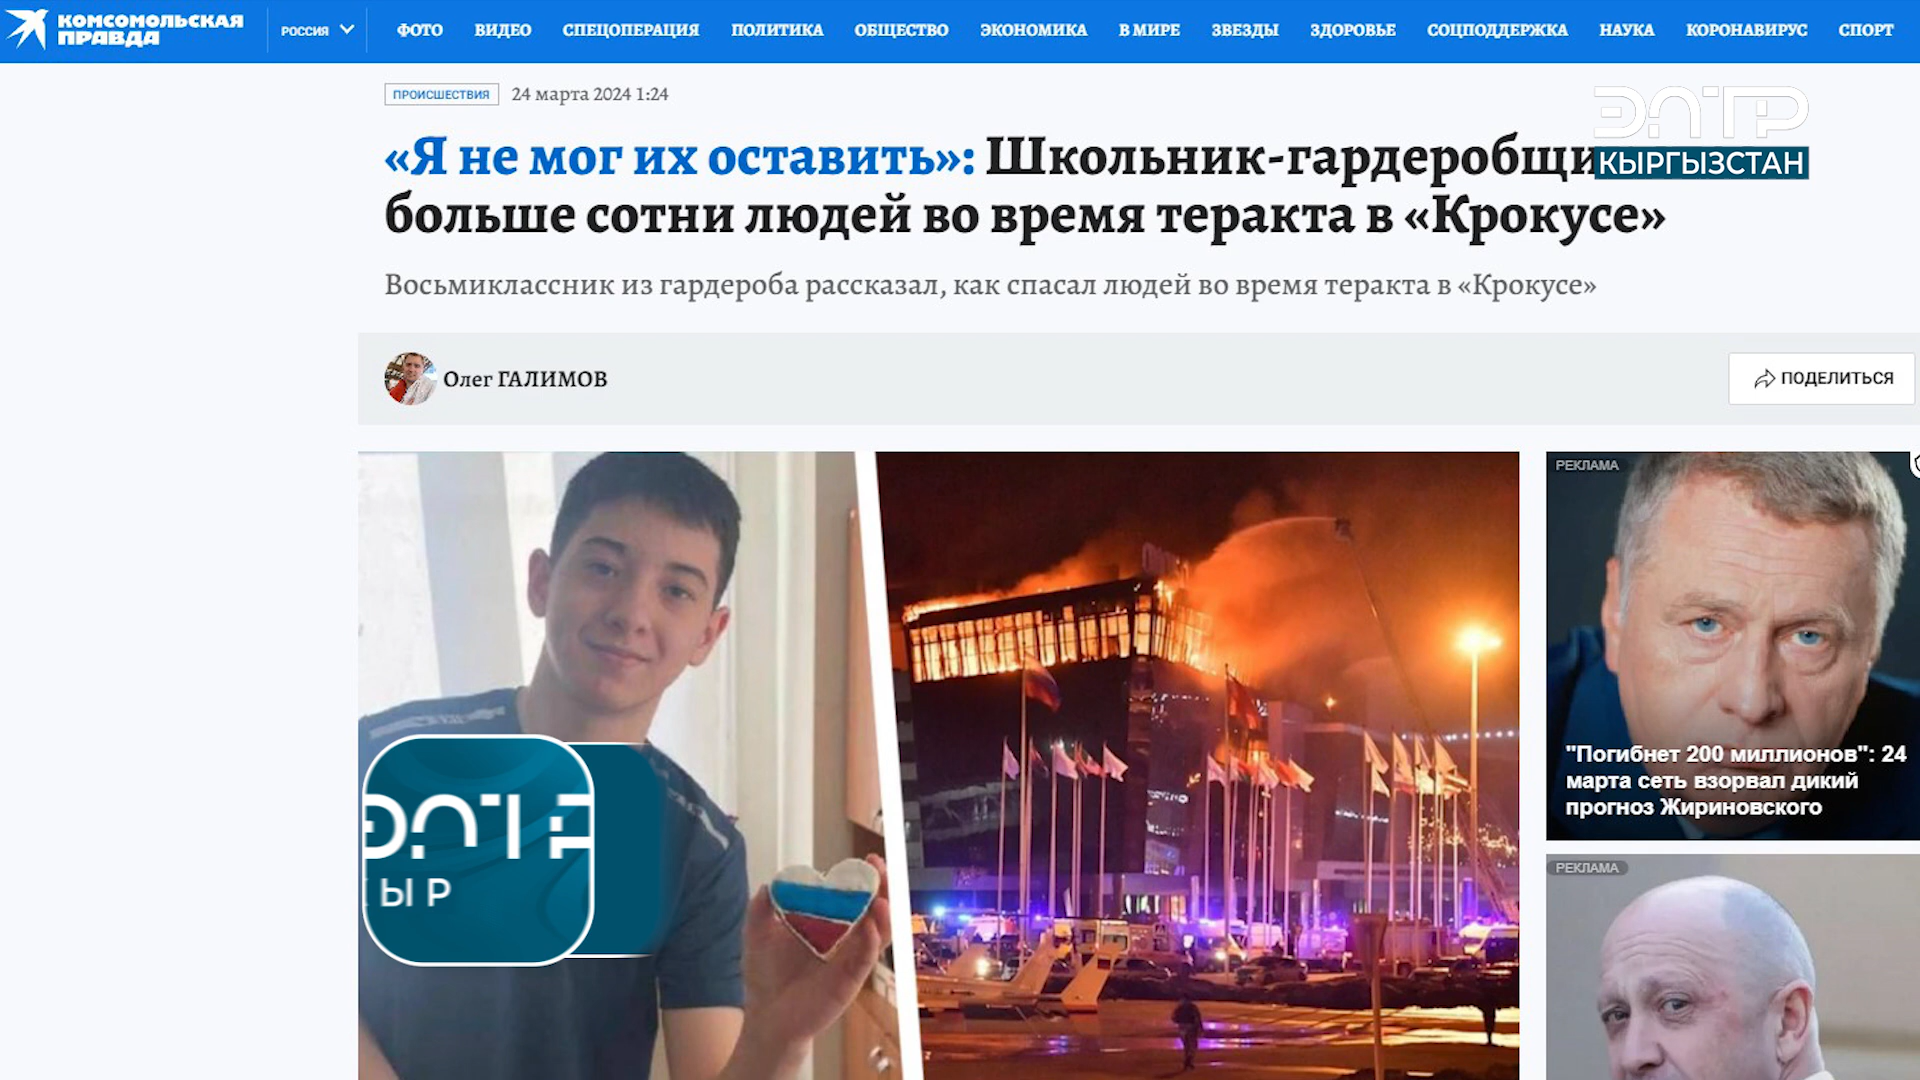 КОМСОМОЛЬСКАЯ ПРАВДА
РОССИЯ ФОТО ВИДЕО СПЕЦОПЕРАЦИЯ ПОЛИТИКА ОБЩЕСТВО ЭКОНОМИКА В МИРЕ ЗВЕЗДЫ ЗДОРОВЬЕ СОЦПОДДЕРЖКА НАУКА КОРОНАВИРУС СПОРТ
ПРОИСШЕСТВИЯ 24 марта 2024 1:24
ЭЛТР
КЫРГЫЗСТАН
«Я не мог их оставить»: Школьник-гардеробщи
больше сотни людей во время теракта в «Крокусе»
Восьмиклассник из гардероба рассказал, как спасал людей во время теракта в «Крокусе»
Олег ГАЛИМОВ
ПОДЕЛИТЬСЯ
РЕКЛАМА
"Погибнет 200 миллионов": 24
марта сеть взорвал дикий
прогноз Жириновского
РЕКЛАМА
ЭЛТР
КЫР